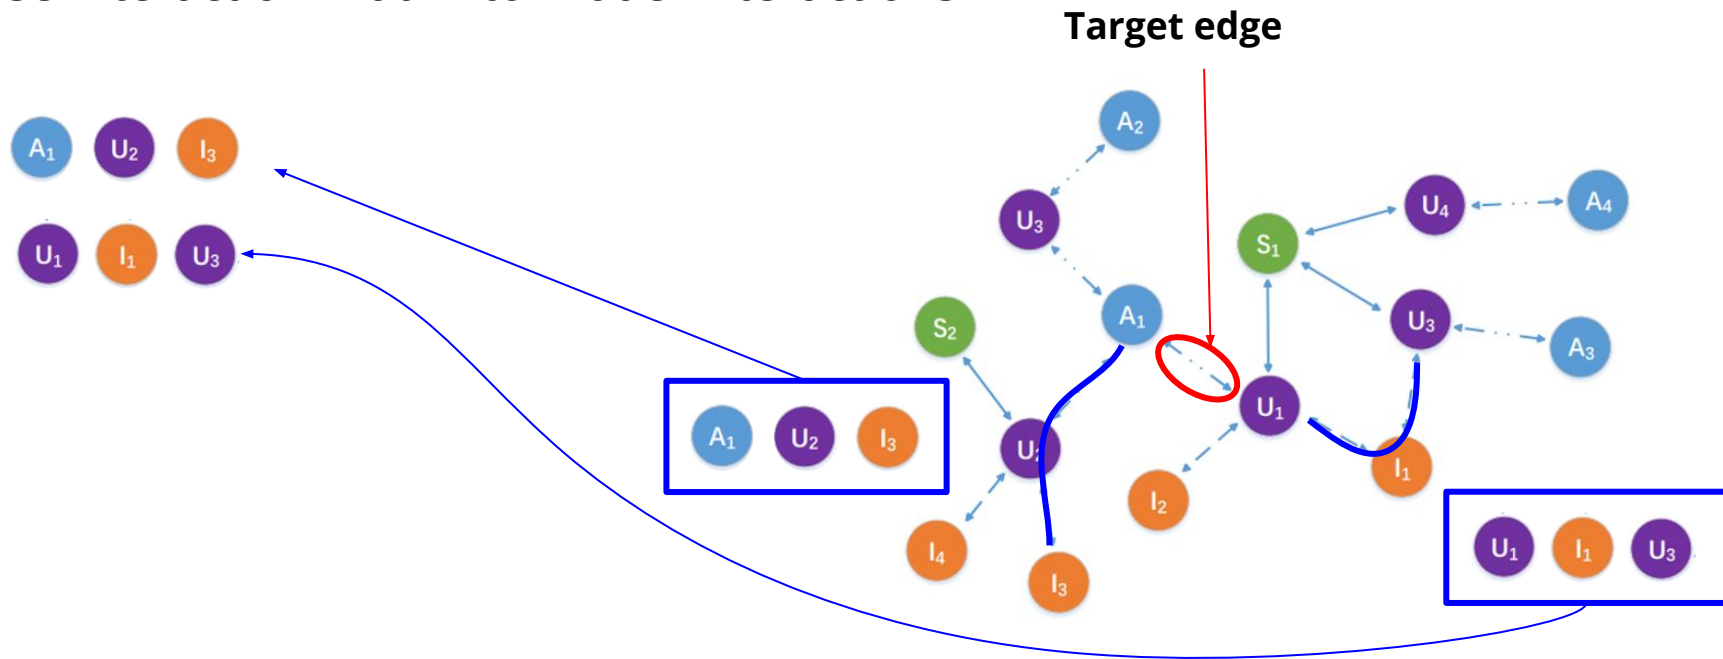 Target edge
A2
A1 U2 I3
U4 A4
U3
S1
U1 I1 U3
A1
U3
S2
A3
U1
A1 U2 I3
U2
I1
I2
I4
U1 I1 U3
I3